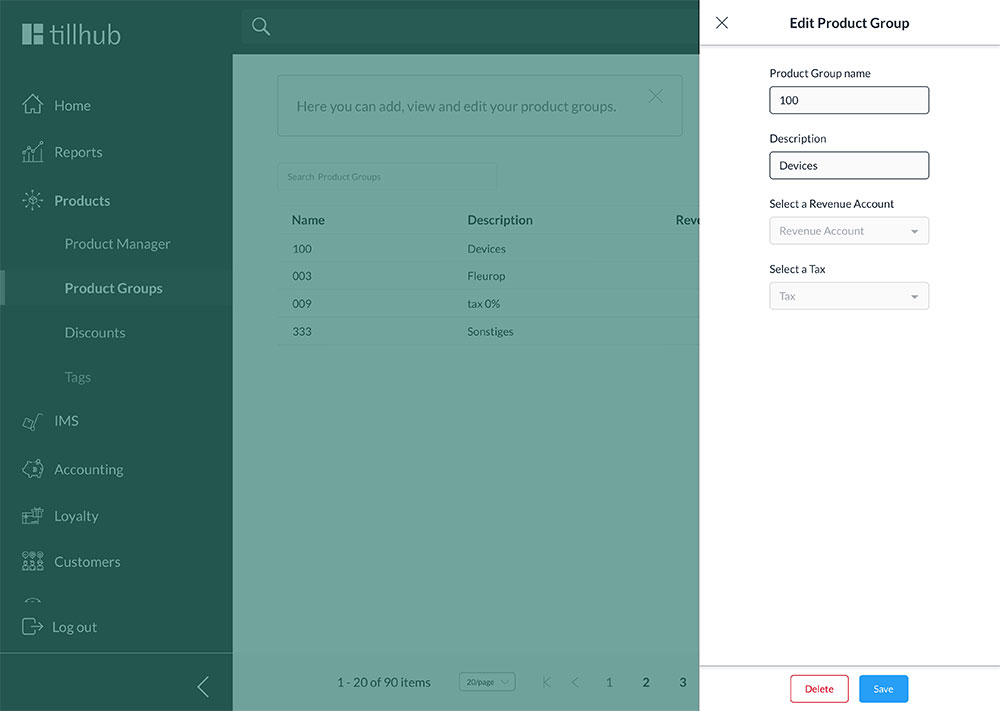 tillhub
Home
Reports
Products
Product Manager
Product Groups
Discounts
Tags
IMS
Accounting
Loyalty
Customers
Log out
Here you can add, view and edit your product groups.
Search Product Groups
Name Description Reve
100 Devices
003 Fleurop
009 tax 0%
333 Sonstiges
1 - 20 of 90 items 20/page 1 2 3
Edit Product Group
Product Group name
100
Description
Devices
Select a Revenue Account
Revenue Account
Select a Tax
Tax
Delete Save